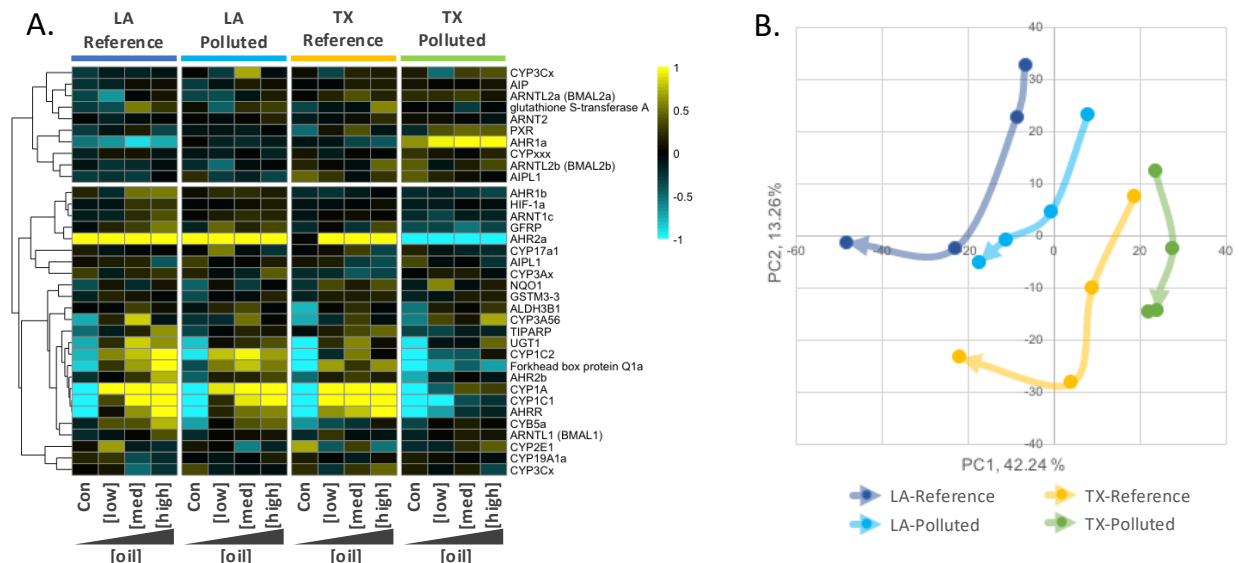 A.
LA
Reference
LA
Polluted
TX
Reference
TX
Polluted
CYP3Cx
AIP
ARNTL2a (BMAL2a)
glutathione S-transferase A
ARNT2
PXR
AHR1a
CYPxxx
ARNTL2b (BMAL2b)
AIPL1
AHR1b
HIF-1a
ARNT1c
GFRP
AHR2a
CYP17a1
AIPL1
CYP3Ax
NQO1
GSTM3-3
ALDH3B1
CYP3A56
TIPARP
UGT1
CYP1C2
Forkhead box protein Q1a
AHR2b
CYP1A
CYP1C1
AHRR
CYB5a
ARNTL1 (BMAL1)
CYP2E1
CYP19A1a
CYP3Cx
1
0.5
0
-0.5
-1
Con [low] [med] [high] Con [low] [med] [high] Con [low] [med] [high] Con [low] [med] [high]
[oil] [oil] [oil] [oil]
B.
40
30
20
10
0
-10
-20
-30
-40
-60 -40 -20 0 20 40
PC2, 13.26%
PC1, 42.24 %
LA-Reference TX-Reference
LA-Polluted TX-Polluted